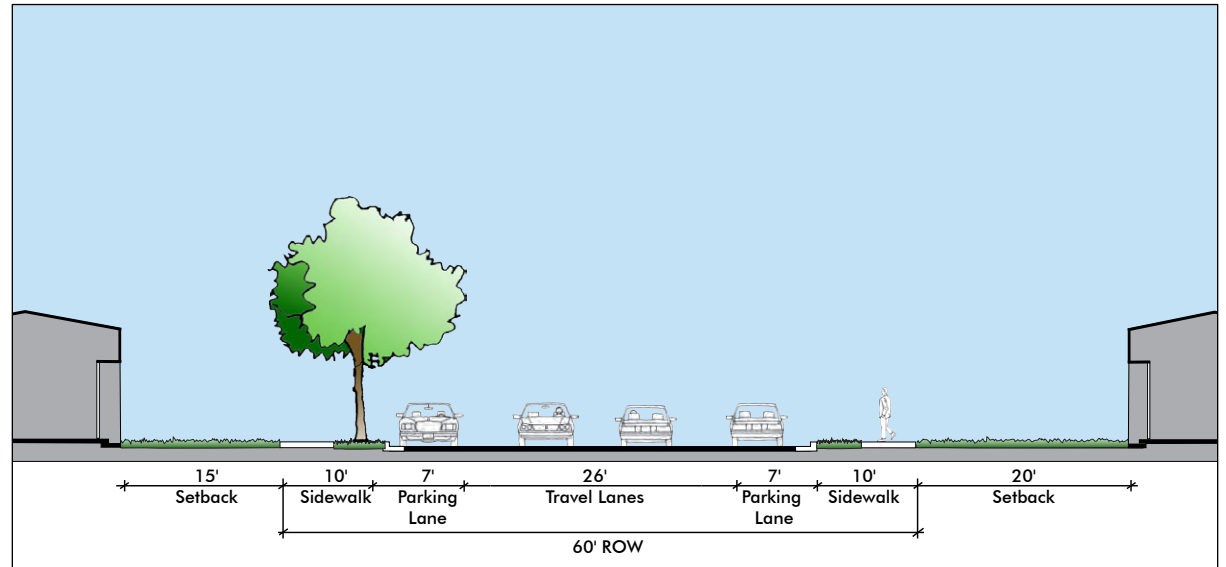 15' 10' 7' 26' 7' 10' 20'
Setback Sidewalk Parking Travel Lanes Parking Sidewalk Setback
Lane Lane
60' ROW